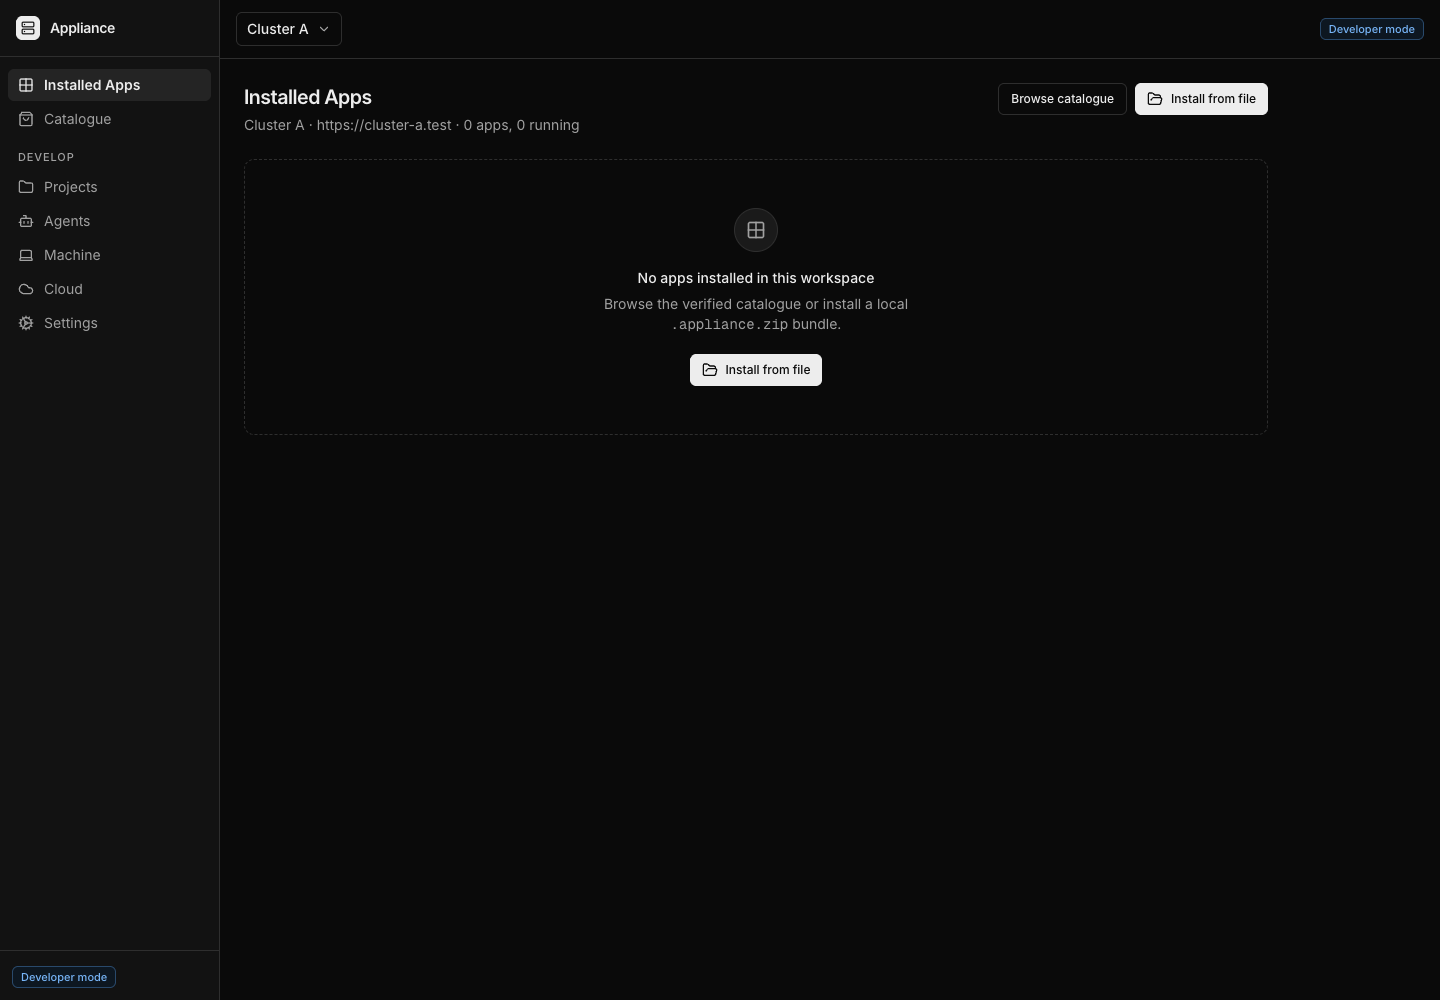 Appliance
Installed Apps
Catalogue
DEVELOP
Projects
Agents
Machine
Cloud
Settings
Developer mode
Cluster A
Developer mode
Installed Apps
Cluster A · https://cluster-a.test · 0 apps, 0 running
Browse catalogue
Install from file
No apps installed in this workspace
Browse the verified catalogue or install a local
.appliance.zip bundle.
Install from file